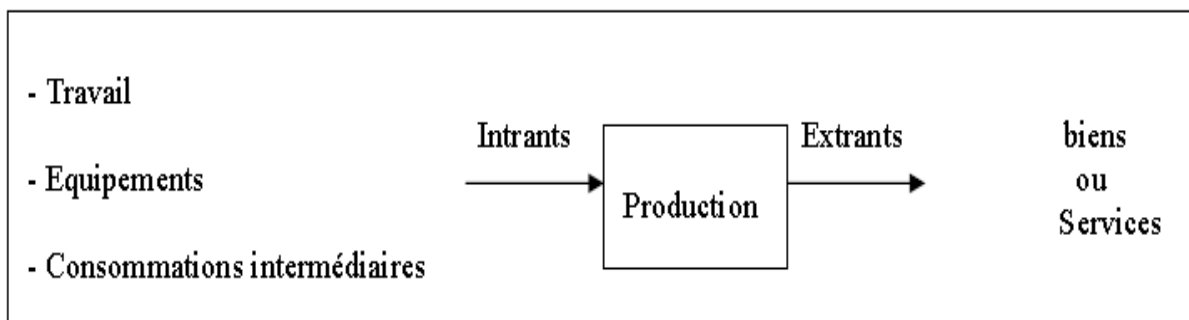 - Travail
- Equipements
- Consommations intermédiaires
Intrants
Production
Extrants
biens
ou
Services